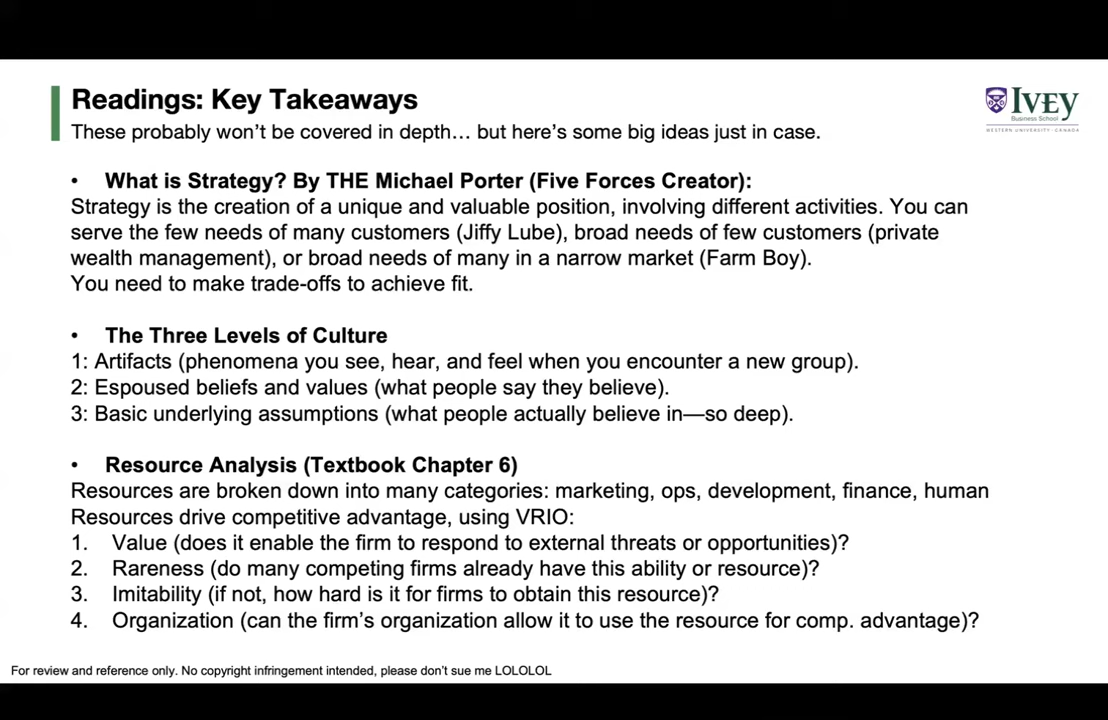 Readings: Key Takeaways
These probably won't be covered in depth... but here's some big ideas just in case.
IVEY
Business School
WESTERN UNIVERSITY · CANADA
• What is Strategy? By THE Michael Porter (Five Forces Creator):
Strategy is the creation of a unique and valuable position, involving different activities. You can
serve the few needs of many customers (Jiffy Lube), broad needs of few customers (private
wealth management), or broad needs of many in a narrow market (Farm Boy).
You need to make trade-offs to achieve fit.
• The Three Levels of Culture
1: Artifacts (phenomena you see, hear, and feel when you encounter a new group).
2: Espoused beliefs and values (what people say they believe).
3: Basic underlying assumptions (what people actually believe in—so deep).
• Resource Analysis (Textbook Chapter 6)
Resources are broken down into many categories: marketing, ops, development, finance, human
Resources drive competitive advantage, using VRIO:
1. Value (does it enable the firm to respond to external threats or opportunities)?
2. Rareness (do many competing firms already have this ability or resource)?
3. Imitability (if not, how hard is it for firms to obtain this resource)?
4. Organization (can the firm's organization allow it to use the resource for comp. advantage)?
For review and reference only. No copyright infringement intended, please don't sue me LOLOLOL